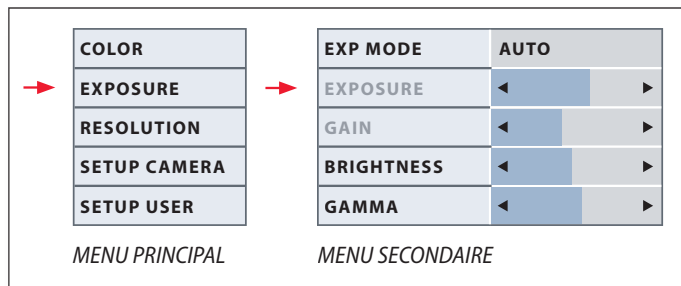 COLOR
EXPOSURE
RESOLUTION
SETUP CAMERA
SETUP USER
MENU PRINCIPAL
EXP MODE AUTO
EXPOSURE
GAIN
BRIGHTNESS
GAMMA
MENU SECONDAIRE